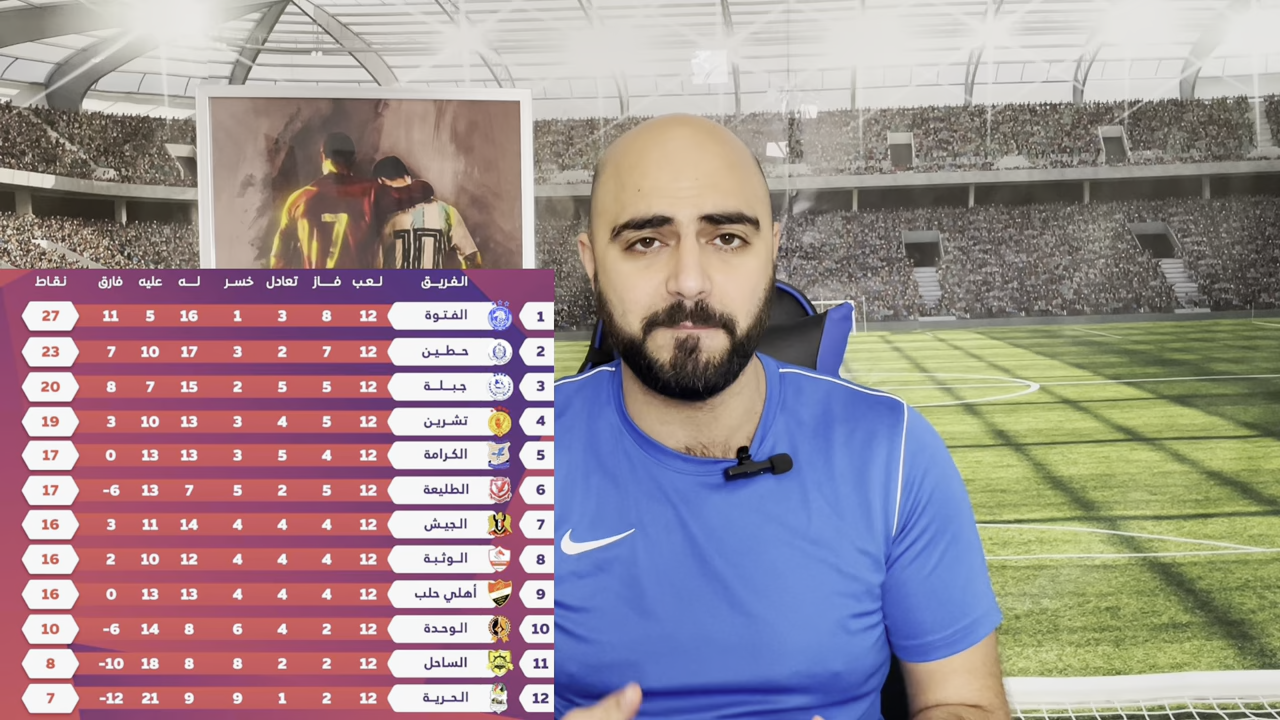 7
10
الفريق لعب فاز تعادل خسر له عليه فارق نقاط
1 الفتوة 12 8 3 1 16 5 11 27
2 حطين 12 7 2 3 17 10 7 23
3 جبلة 12 5 5 2 15 7 8 20
4 تشرين 12 5 4 3 13 10 3 19
5 الكرامة 12 4 5 3 13 13 0 17
6 الطليعة 12 5 2 5 7 13 -6 17
7 الجيش 12 4 4 4 14 11 3 16
8 الوثبة 12 4 4 4 12 10 2 16
9 أهلي حلب 12 4 4 4 13 13 0 16
10 الوحدة 12 2 4 6 8 14 -6 10
11 الساحل 12 2 2 8 8 18 -10 8
12 الحرية 12 2 1 9 9 21 -12 7